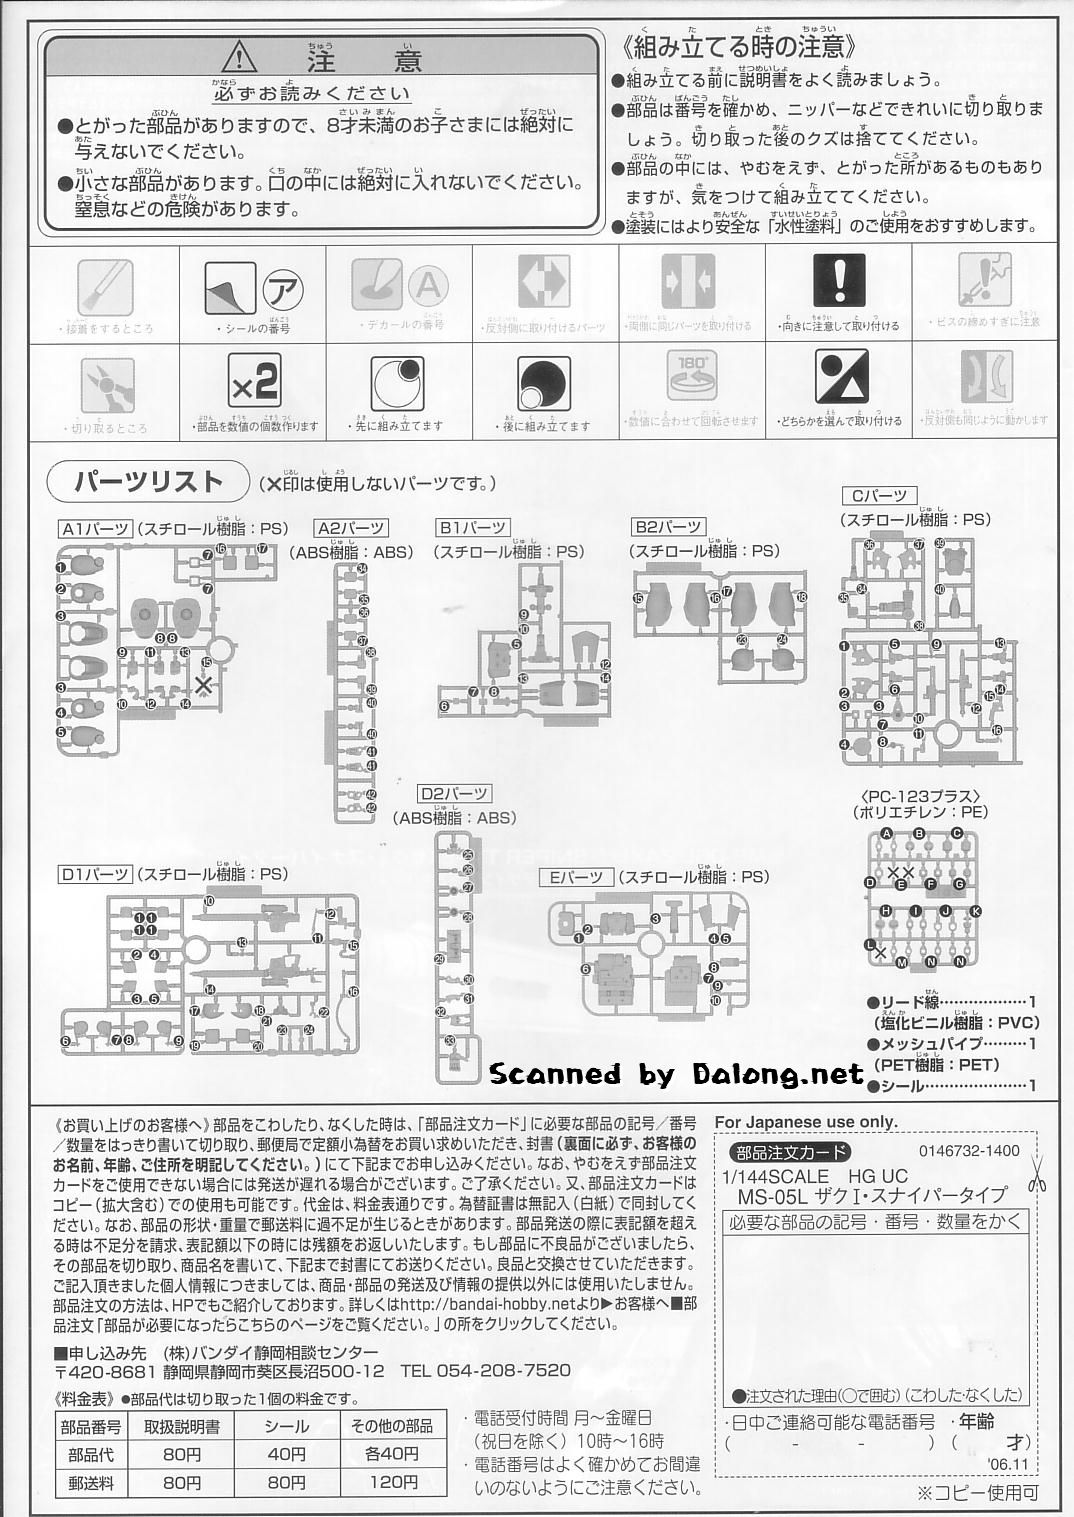 注 意
必ずお読みください
●とがった部品がありますので、8才未満のお子さまには絶対に
与えないでください。
●小さな部品があります。口の中には絶対に入れないでください。
窒息などの危険があります。
《組み立てる時の注意》
●組み立てる前に説明書をよく読みましょう。
●部品は番号を確かめ、ニッパーなどできれいに切り取りま
しょう。切り取った後のクズは捨ててください。
●部品の中には、やむをえず、とがった所があるものもあり
ますが、気をつけて組み立ててください。
●塗装にはより安全な「水性塗料」のご使用をおすすめします。
・接着をするところ
ア
・シールの番号
A
・デカールの番号
・反対側に取り付けるパーツ
・両側に同じパーツを取り付ける
・向きに注意して取り付ける
・ビスの締めすぎに注意
・切り取るところ
×2
・部品を数値の個数作ります
・先に組み立てます
・後に組み立てます
180°
・数値に合わせて回転させます
・どちらかを選んで取り付ける
・反対側も同じように動かします
パーツリスト (×印は使用しないパーツです。)
A1パーツ (スチロール樹脂:PS)
A2パーツ
(ABS樹脂:ABS)
B1パーツ
(スチロール樹脂:PS)
B2パーツ
(スチロール樹脂:PS)
Cパーツ
(スチロール樹脂:PS)
D1パーツ (スチロール樹脂:PS)
D2パーツ
(ABS樹脂:ABS)
Eパーツ (スチロール樹脂:PS)
〈PC-123プラス〉
(ポリエチレン:PE)
●リード線………………1
(塩化ビニル樹脂:PVC)
●メッシュパイプ………1
(PET樹脂:PET)
●シール…………………1
Scanned by Dalong.net
《お買い上げのお客様へ》部品をこわしたり、なくした時は、「部品注文カード」に必要な部品の記号/番号
/数量をはっきり書いて切り取り、郵便局で定額小為替をお買い求めいただき、封書(裏面に必ず、お客様の
お名前、年齢、ご住所を明記してください。)にて下記までお申し込みください。なお、やむをえず部品注文
カードをご使用できない場合には発送が遅れる場合がございます。ご了承ください。又、部品注文カードは
コピー(拡大含む)での使用も可能です。代金は、料金表通りです。為替証書は無記入(白紙)で同封してく
ださい。なお、部品の形状・重量で郵送料に過不足が生じるときがあります。部品発送の際に表記額を超え
る時は不足分を請求、表記額以下の時には残額をお返しいたします。もし部品に不良品がございましたら、
その部品を切り取り、商品名を書いて、下記まで封書にてお送りください。良品と交換させていただきます。
ご記入頂きました個人情報につきましては、商品・部品の発送及び情報の提供以外には使用いたしません。
部品注文の方法は、HPでもご紹介しております。詳しくはhttp://bandai-hobby.netより▶お客様へ■部
品注文「部品が必要になったらこちらのページをご覧ください。」の所をクリックしてください。
■申し込み先 (株)バンダイ静岡相談センター
〒420-8681 静岡県静岡市葵区長沼500-12 TEL 054-208-7520
《料金表》●部品代は切り取った1個の料金です。
部品番号 取扱説明書 シール その他の部品
部品代 80円 40円 各40円
郵送料 80円 80円 120円
・電話受付時間 月〜金曜日
(祝日を除く) 10時〜16時
・電話番号はよく確かめてお間違
いのないようにご注意ください。
For Japanese use only.
部品注文カード 0146732-1400
1/144SCALE HG UC
MS-05L ザクⅠ・スナイパータイプ
必要な部品の記号・番号・数量をかく
●注文された理由(○で囲む)(こわした・なくした)
・日中ご連絡可能な電話番号 ・年齢
( - - ) ( 才)
'06.11
※コピー使用可